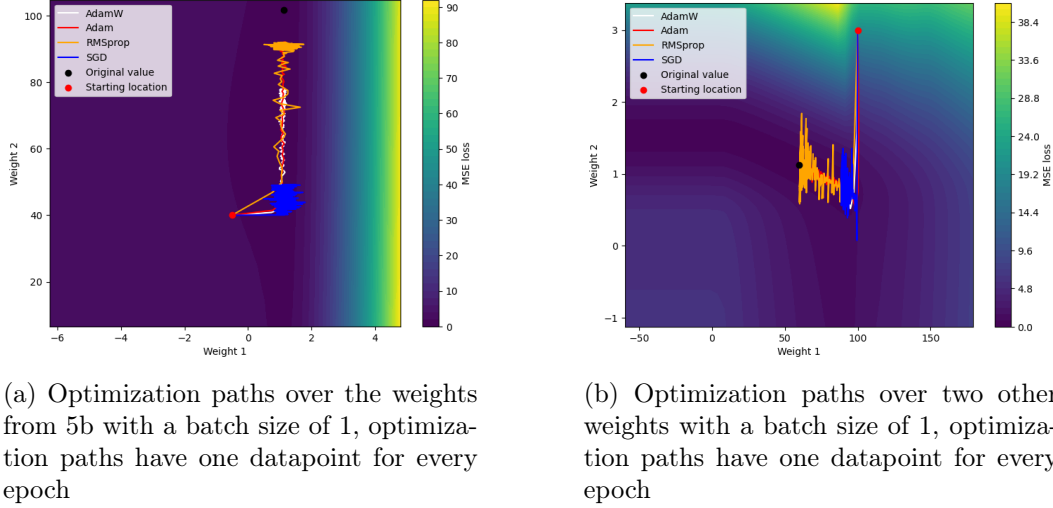 AdamW
Adam
RMSprop
SGD
Original value
Starting location
100
80
60
40
20
Weight 2
−6
−4
−2
0
2
4
Weight 1
90
80
70
60
50
40
30
20
10
0
MSE loss
AdamW
Adam
RMSprop
SGD
Original value
Starting location
3
2
1
0
−1
Weight 2
−50
0
50
100
150
Weight 1
38.4
33.6
28.8
24.0
19.2
14.4
9.6
4.8
0.0
MSE loss
(a) Optimization paths over the weights
from 5b with a batch size of 1, optimiza-
tion paths have one datapoint for every
epoch
(b) Optimization paths over two other
weights with a batch size of 1, optimiza-
tion paths have one datapoint for every
epoch